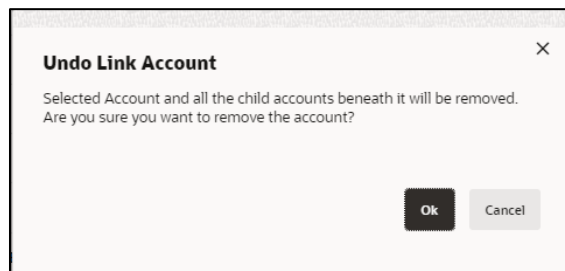 Undo Link Account
Selected Account and all the child accounts beneath it will be removed.
Are you sure you want to remove the account?
Ok Cancel